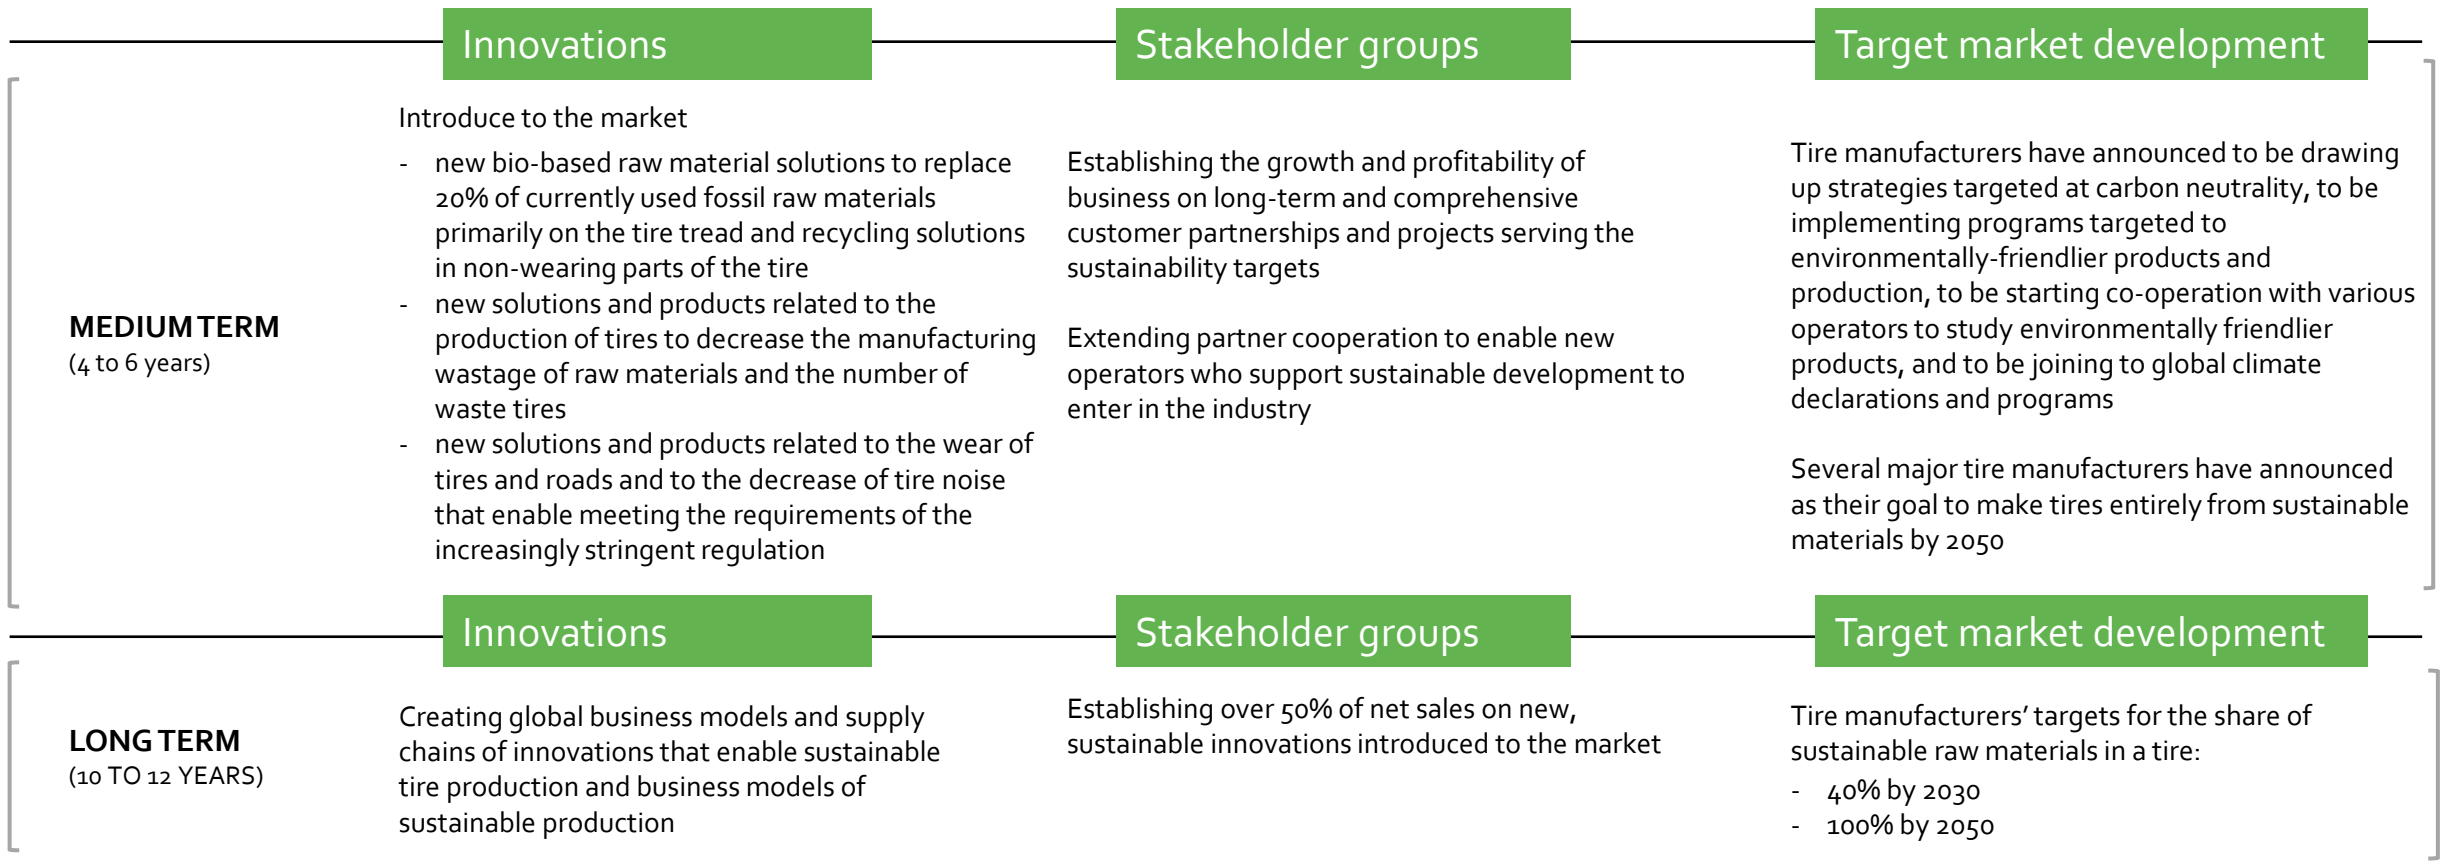 Innovations
Stakeholder groups
Target market development
MEDIUM TERM
(4 to 6 years)
Introduce to the market
- new bio-based raw material solutions to replace
20% of currently used fossil raw materials
primarily on the tire tread and recycling solutions
in non-wearing parts of the tire
- new solutions and products related to the
production of tires to decrease the manufacturing
wastage of raw materials and the number of
waste tires
- new solutions and products related to the wear of
tires and roads and to the decrease of tire noise
that enable meeting the requirements of the
increasingly stringent regulation
Establishing the growth and profitability of
business on long-term and comprehensive
customer partnerships and projects serving the
sustainability targets
Extending partner cooperation to enable new
operators who support sustainable development to
enter in the industry
Tire manufacturers have announced to be drawing
up strategies targeted at carbon neutrality, to be
implementing programs targeted to
environmentally-friendlier products and
production, to be starting co-operation with various
operators to study environmentally friendlier
products, and to be joining to global climate
declarations and programs
Several major tire manufacturers have announced
as their goal to make tires entirely from sustainable
materials by 2050
Innovations
Stakeholder groups
Target market development
LONG TERM
(10 TO 12 YEARS)
Creating global business models and supply
chains of innovations that enable sustainable
tire production and business models of
sustainable production
Establishing over 50% of net sales on new,
sustainable innovations introduced to the market
Tire manufacturers’ targets for the share of
sustainable raw materials in a tire:
- 40% by 2030
- 100% by 2050